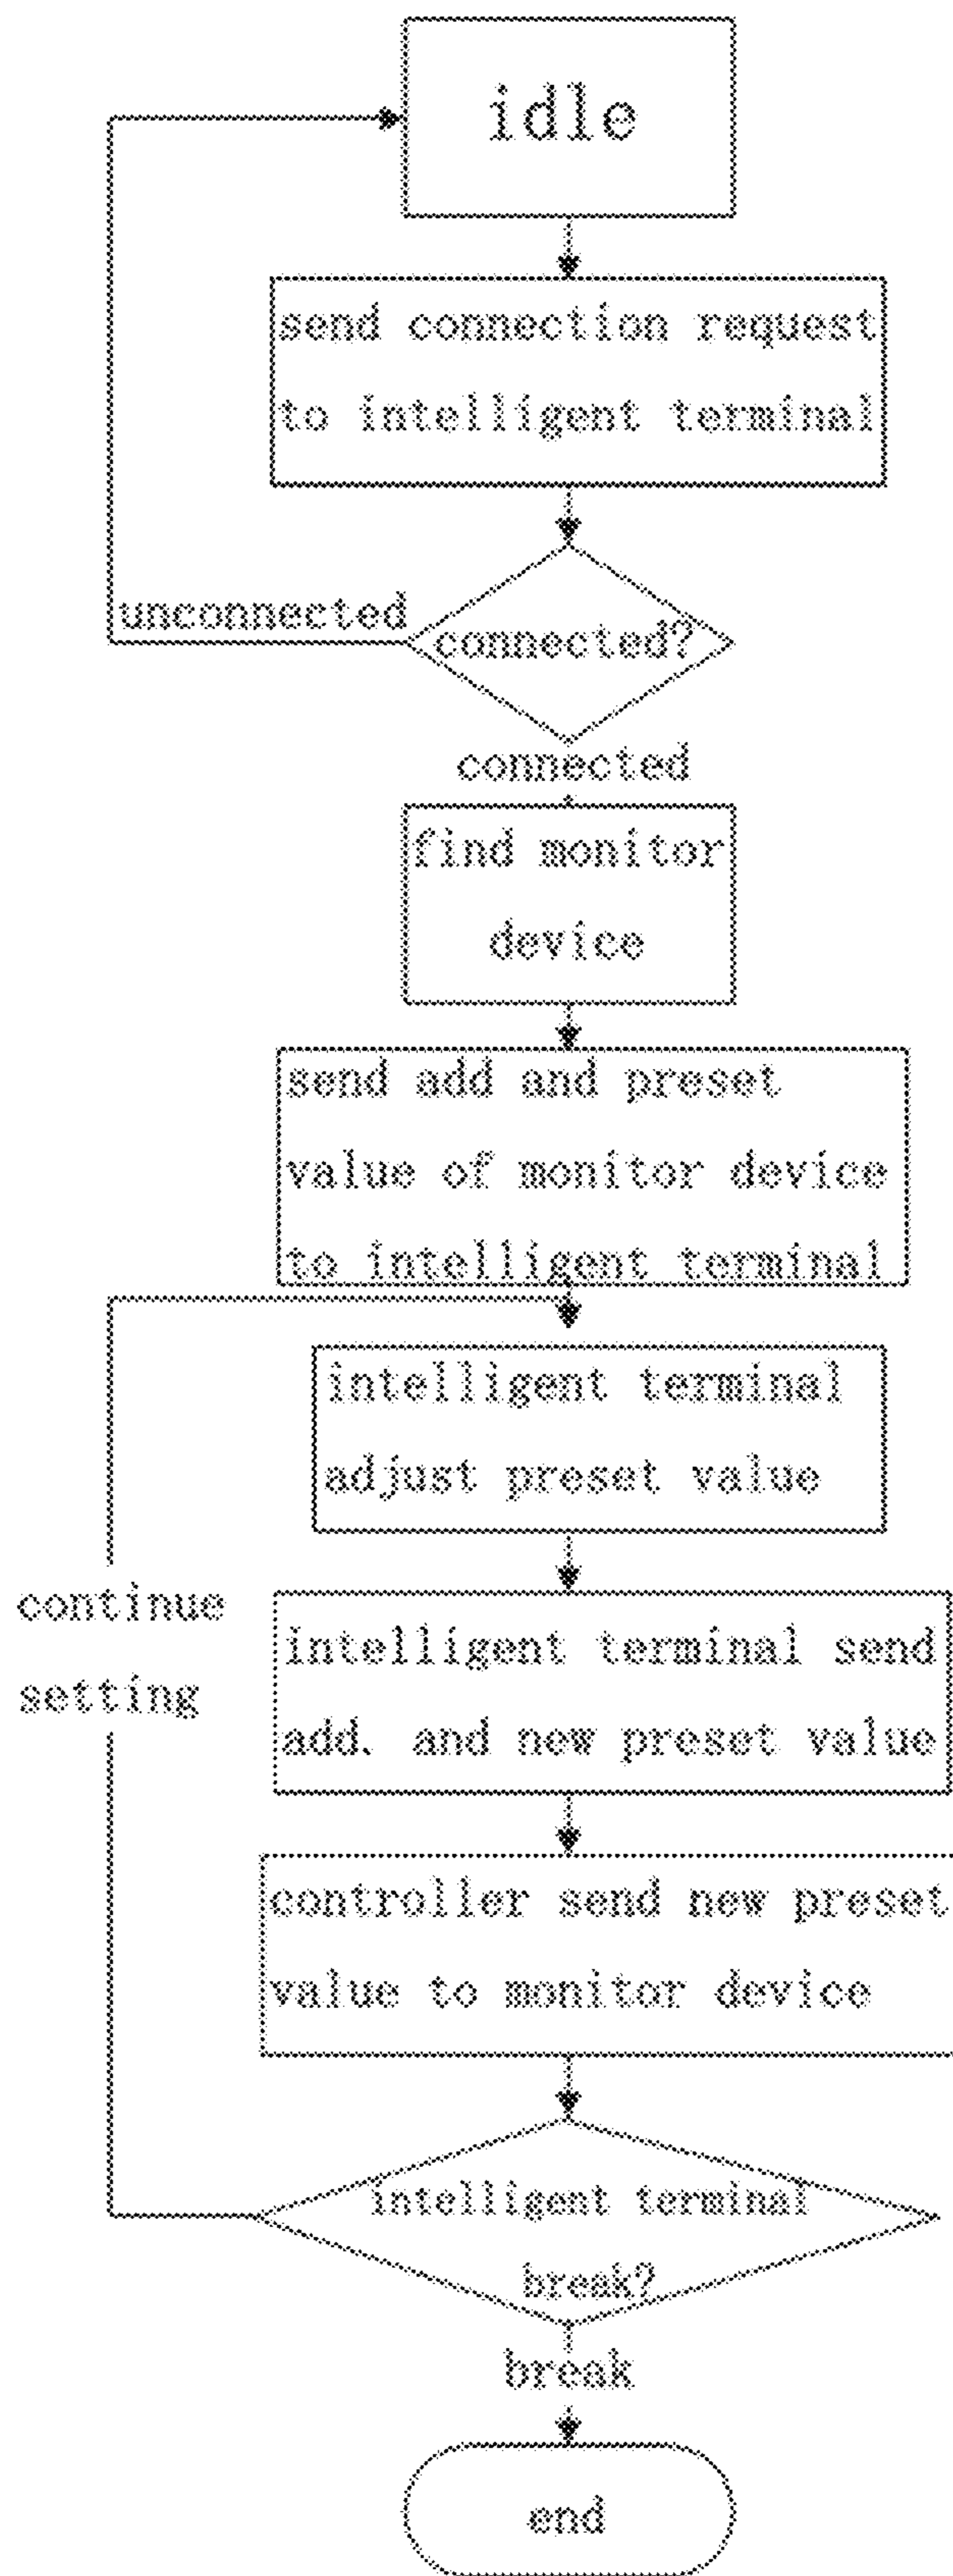 idle
send connection request
to intelligent terminal
unconnected
connected?
connected
find monitor
device
send add and preset
value of monitor device
to intelligent terminal
intelligent terminal
adjust preset value
continue
setting
intelligent terminal send
add. and new preset value
controller send new preset
value to monitor device
intelligent terminal
break?
break
end